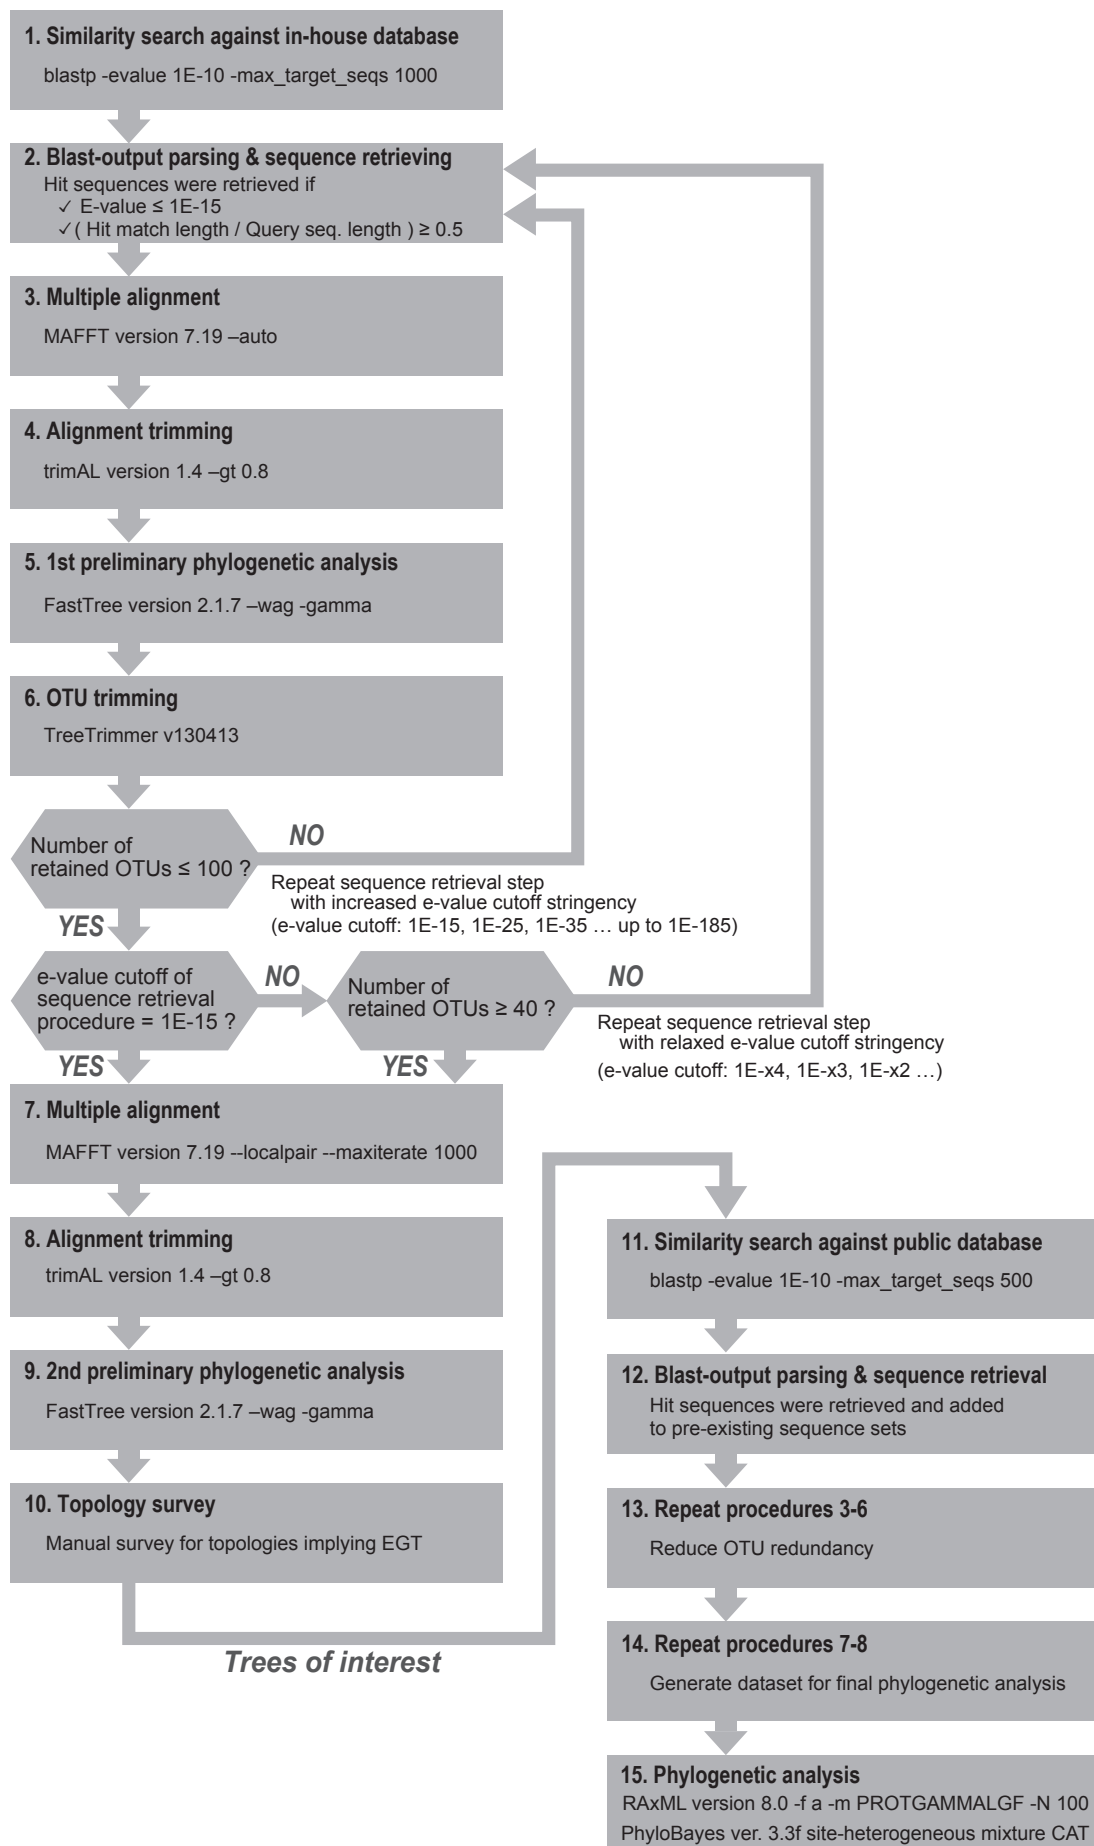 1. Similarity search against in-house database
blastp -evalue 1E-10 -max_target_seqs 1000
2. Blast-output parsing & sequence retrieving
Hit sequences were retrieved if
✓ E-value ≤ 1E-15
✓( Hit match length / Query seq. length ) ≥ 0.5
3. Multiple alignment
MAFFT version 7.19 –auto
4. Alignment trimming
trimAL version 1.4 –gt 0.8
5. 1st preliminary phylogenetic analysis
FastTree version 2.1.7 –wag -gamma
6. OTU trimming
TreeTrimmer v130413
Number of
retained OTUs ≤ 100 ?
NO
Repeat sequence retrieval step
with increased e-value cutoff stringency
(e-value cutoff: 1E-15, 1E-25, 1E-35 … up to 1E-185)
YES
e-value cutoff of
sequence retrieval
procedure = 1E-15 ?
NO
Number of
retained OTUs ≥ 40 ?
NO
Repeat sequence retrieval step
with relaxed e-value cutoff stringency
(e-value cutoff: 1E-x4, 1E-x3, 1E-x2 …)
YES
YES
7. Multiple alignment
MAFFT version 7.19 --localpair --maxiterate 1000
8. Alignment trimming
trimAL version 1.4 –gt 0.8
9. 2nd preliminary phylogenetic analysis
FastTree version 2.1.7 –wag -gamma
10. Topology survey
Manual survey for topologies implying EGT
Trees of interest
11. Similarity search against public database
blastp -evalue 1E-10 -max_target_seqs 500
12. Blast-output parsing & sequence retrieval
Hit sequences were retrieved and added
to pre-existing sequence sets
13. Repeat procedures 3-6
Reduce OTU redundancy
14. Repeat procedures 7-8
Generate dataset for final phylogenetic analysis
15. Phylogenetic analysis
RAxML version 8.0 -f a -m PROTGAMMALGF -N 100
PhyloBayes ver. 3.3f site-heterogeneous mixture CAT